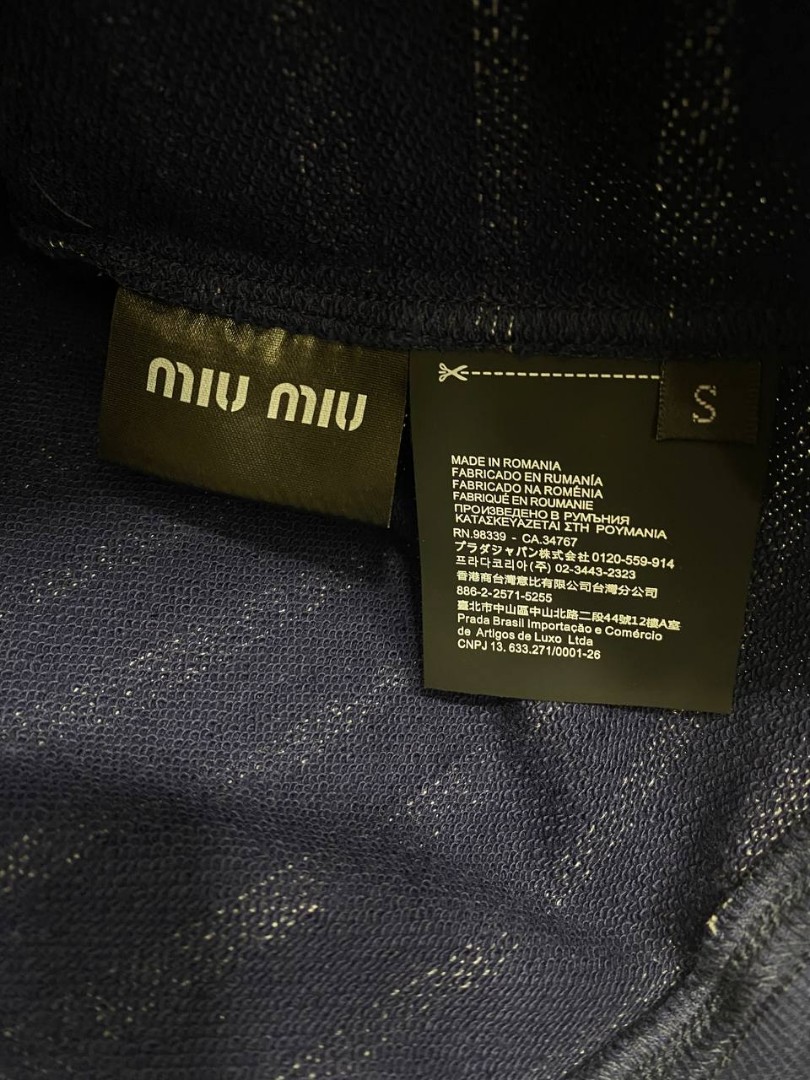 miu miu
S
MADE IN ROMANIA
FABRICADO EN RUMANÍA
FABRICADO NA ROMÉNIA
FABRIQUÉ EN ROUMANIE
ПРОИЗВЕДЕНО В РУМЪНИЯ
ΚΑΤΑΣΚΕΥΑΖΕΤΑΙ ΣΤΗ ΡΟΥΜΑΝΙΑ
RN.98339 - CA.34767
プラダジャパン株式会社 0120-559-914
프라다코리아(주) 02-3443-2323
香港商台灣意比有限公司台灣分公司
886-2-2571-5255
臺北市中山區中山北路二段44號12樓A室
Prada Brasil Importação e Comércio
de Artigos de Luxo Ltda
CNPJ 13. 633.271/0001-26